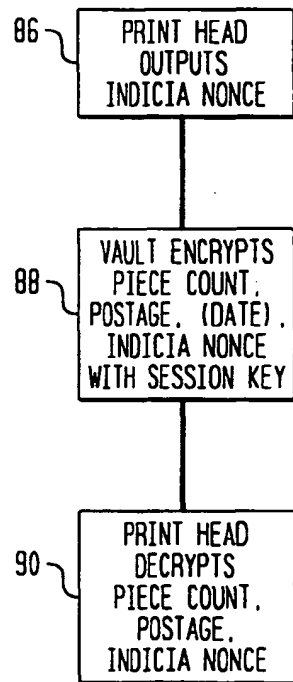 86
PRINT HEAD
OUTPUTS
INDICIA NONCE
88
VAULT ENCRYPTS
PIECE COUNT,
POSTAGE, (DATE),
INDICIA NONCE
WITH SESSION KEY
90
PRINT HEAD
DECRYPTS
PIECE COUNT,
POSTAGE,
INDICIA NONCE